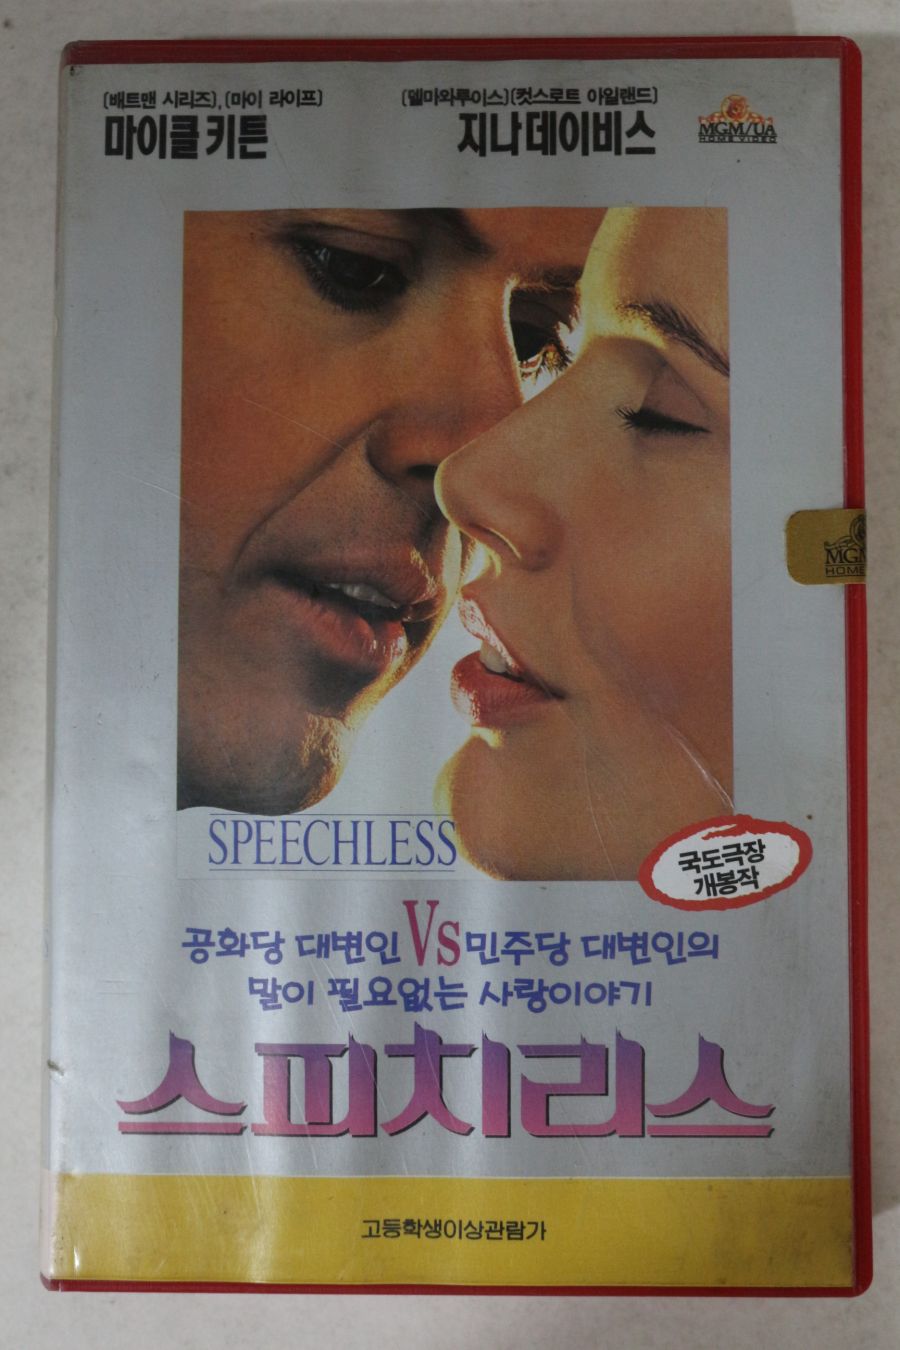 (배트맨 시리즈), (마이 라이프)
마이클 키튼
(델마와루이스)(컷스로트 아일랜드)
지나데이비스
MGM/UA
HOME VIDEO
MGM
HOME
SPEECHLESS
국도극장
개봉작
공화당 대변인 Vs 민주당 대변인의
말이 필요없는 사랑이야기
스피치리스
고등학생이상관람가